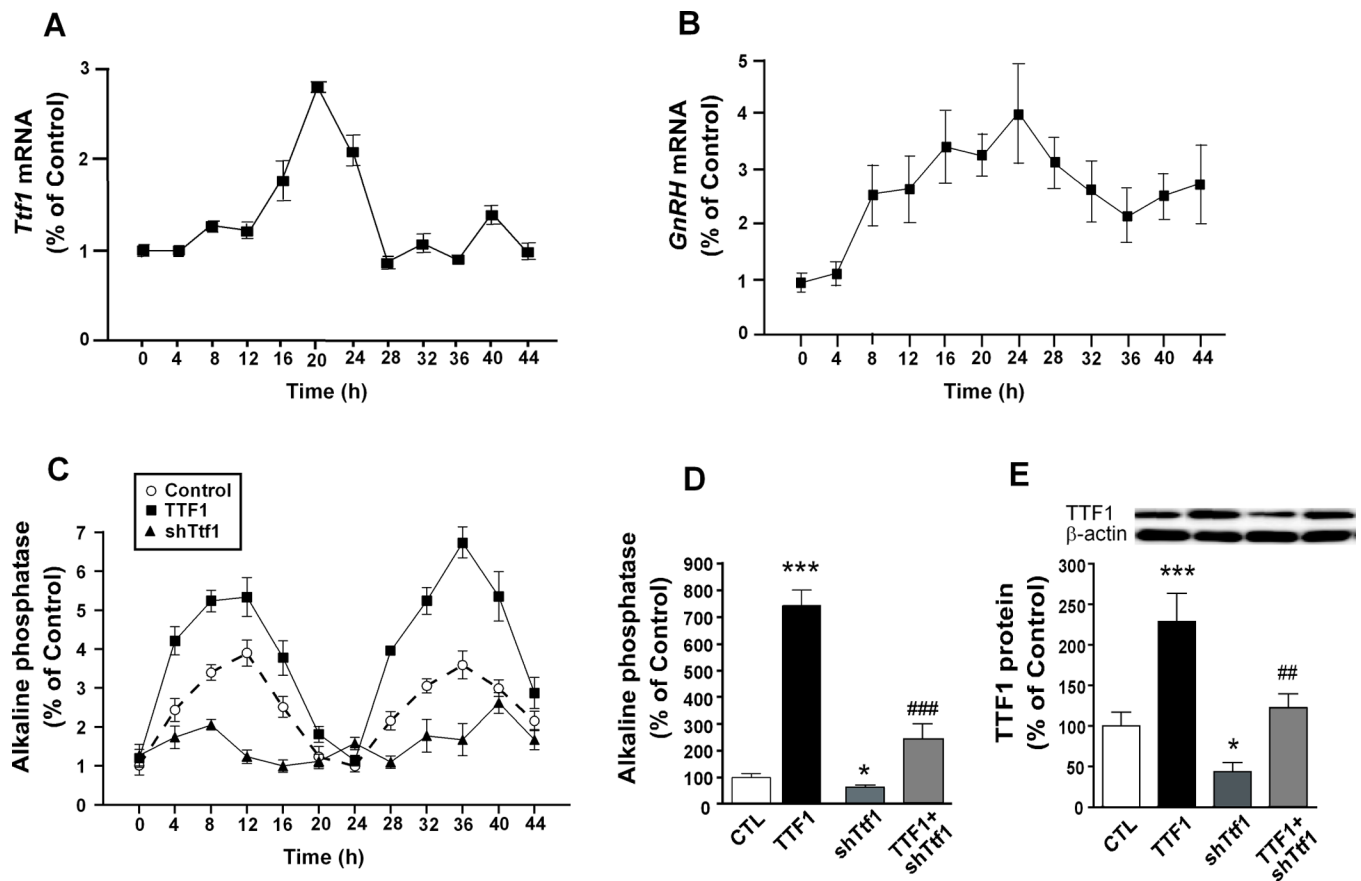 A
Ttf1 mRNA
(% of Control)
3
2
1
0
0 4 8 12 16 20 24 28 32 36 40 44
Time (h)
B
GnRH mRNA
(% of Control)
5
4
3
2
1
0
0 4 8 12 16 20 24 28 32 36 40 44
Time (h)
C
Control
TTF1
shTtf1
Alkaline phosphatase
(% of Control)
7
6
5
4
3
2
1
0
0 4 8 12 16 20 24 28 32 36 40 44
Time (h)
D
Alkaline phosphatase
(% of Control)
900
800
700
600
500
400
300
200
100
0
***
*
###
CTL
TTF1
shTtf1
TTF1+
shTtf1
E
TTF1
β-actin
TTF1 protein
(% of Control)
300
250
200
150
100
50
0
***
*
##
CTL
TTF1
shTtf1
TTF1+
shTtf1